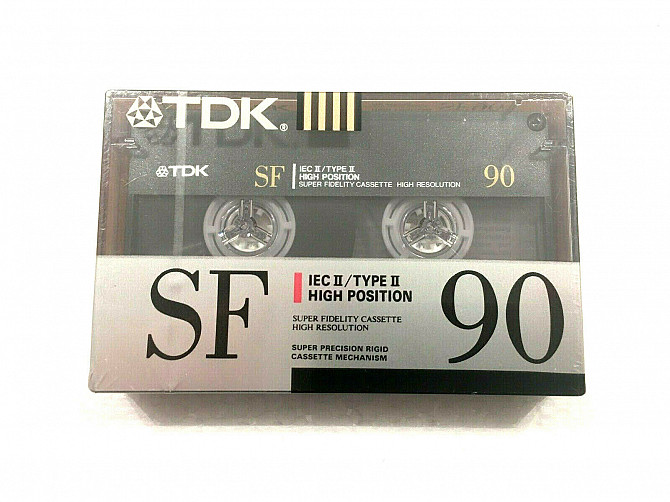 TDK®
TDK SF IEC II/TYPE II
HIGH POSITION
SUPER FIDELITY CASSETTE HIGH RESOLUTION 90
SF IEC II/TYPE II
HIGH POSITION 90
SUPER FIDELITY CASSETTE
HIGH RESOLUTION
SUPER PRECISION RIGID
CASSETTE MECHANISM